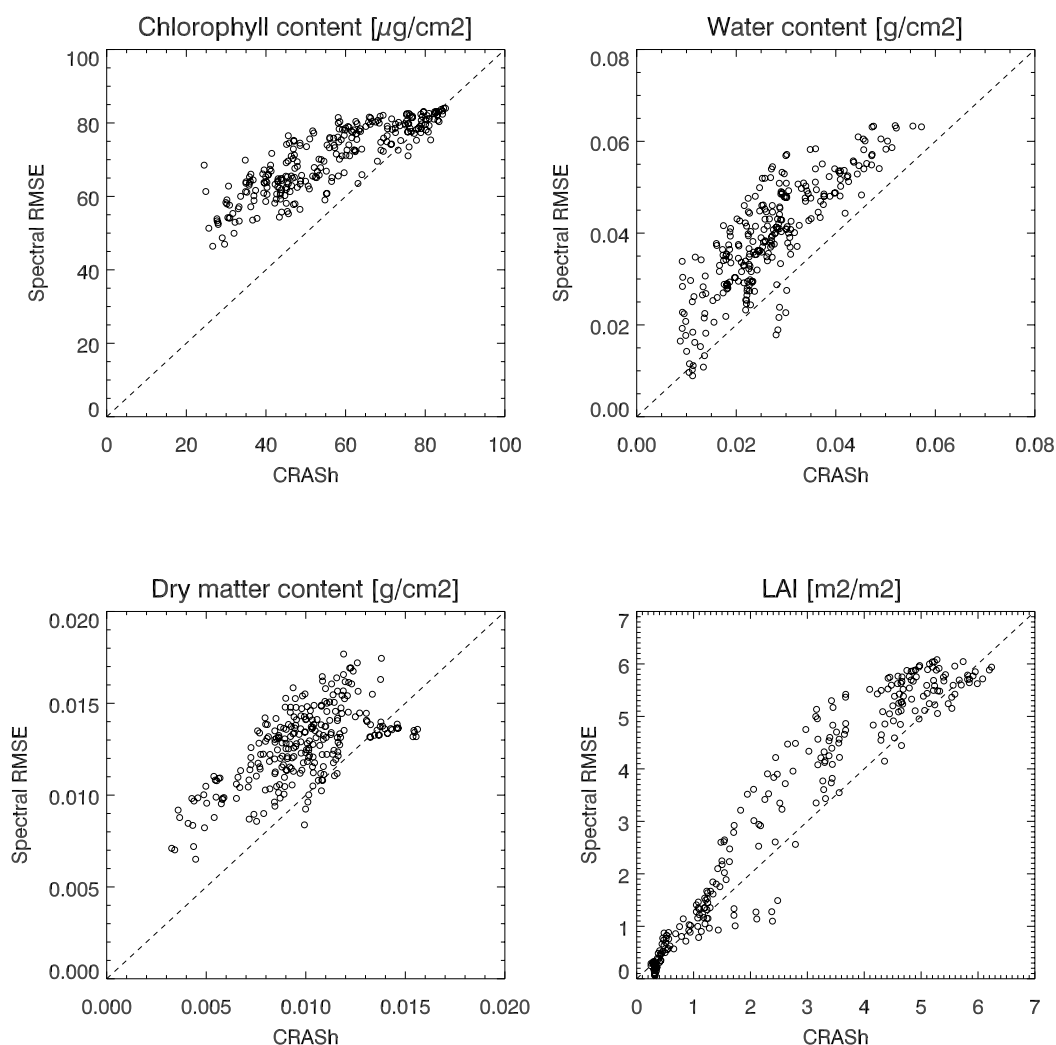 Chlorophyll content [µg/cm2]
100
80
60
40
20
0
Spectral RMSE
0 20 40 60 80 100
CRASh
Water content [g/cm2]
0.08
0.06
0.04
0.02
0.00
Spectral RMSE
0.00 0.02 0.04 0.06 0.08
CRASh
Dry matter content [g/cm2]
0.020
0.015
0.010
0.005
0.000
Spectral RMSE
0.000 0.005 0.010 0.015 0.020
CRASh
LAI [m2/m2]
7
6
5
4
3
2
1
0
Spectral RMSE
0 1 2 3 4 5 6 7
CRASh